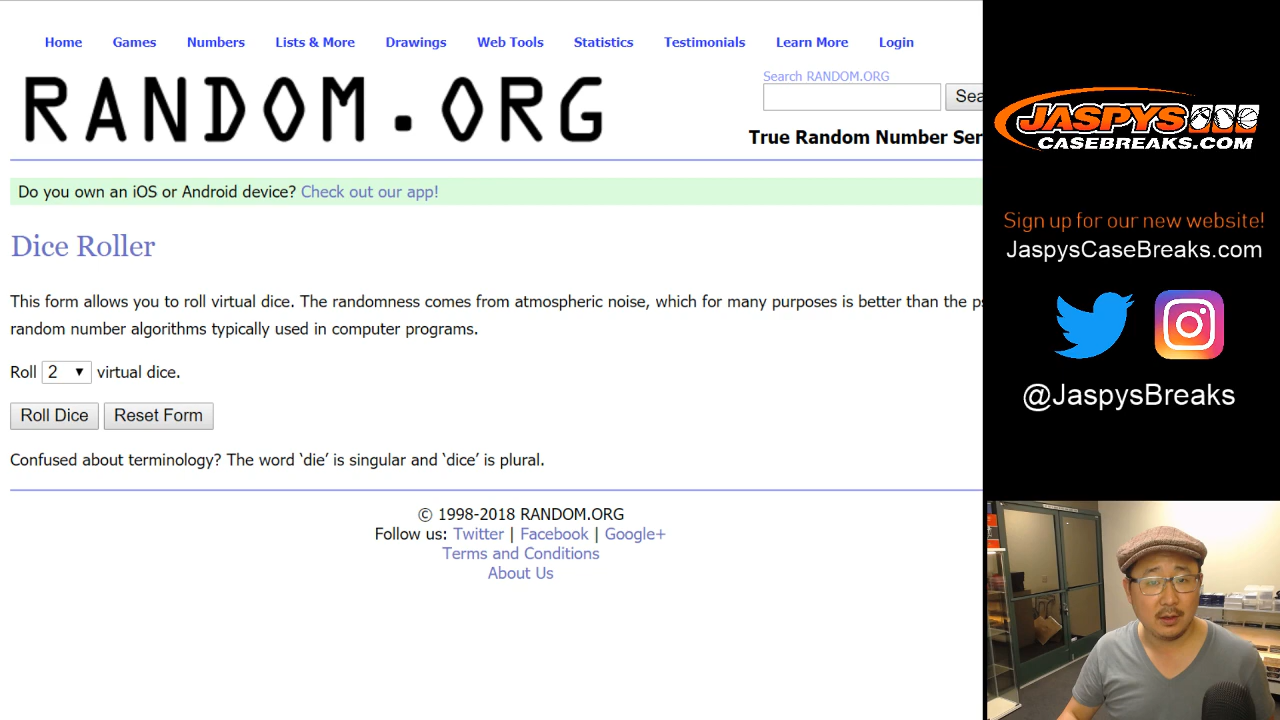 Home Games Numbers Lists & More Drawings Web Tools Statistics Testimonials Learn More Login
RANDOM.ORG
Search RANDOM.ORG
Sea
True Random Number Ser
Do you own an iOS or Android device? Check out our app!
Dice Roller
This form allows you to roll virtual dice. The randomness comes from atmospheric noise, which for many purposes is better than the ps
random number algorithms typically used in computer programs.
Roll 2 virtual dice.
Roll Dice Reset Form
Confused about terminology? The word ‘die’ is singular and ‘dice’ is plural.
© 1998-2018 RANDOM.ORG
Follow us: Twitter | Facebook | Google+
Terms and Conditions
About Us
JASPYS
CASEBREAKS.COM
Sign up for our new website!
JaspysCaseBreaks.com
@JaspysBreaks